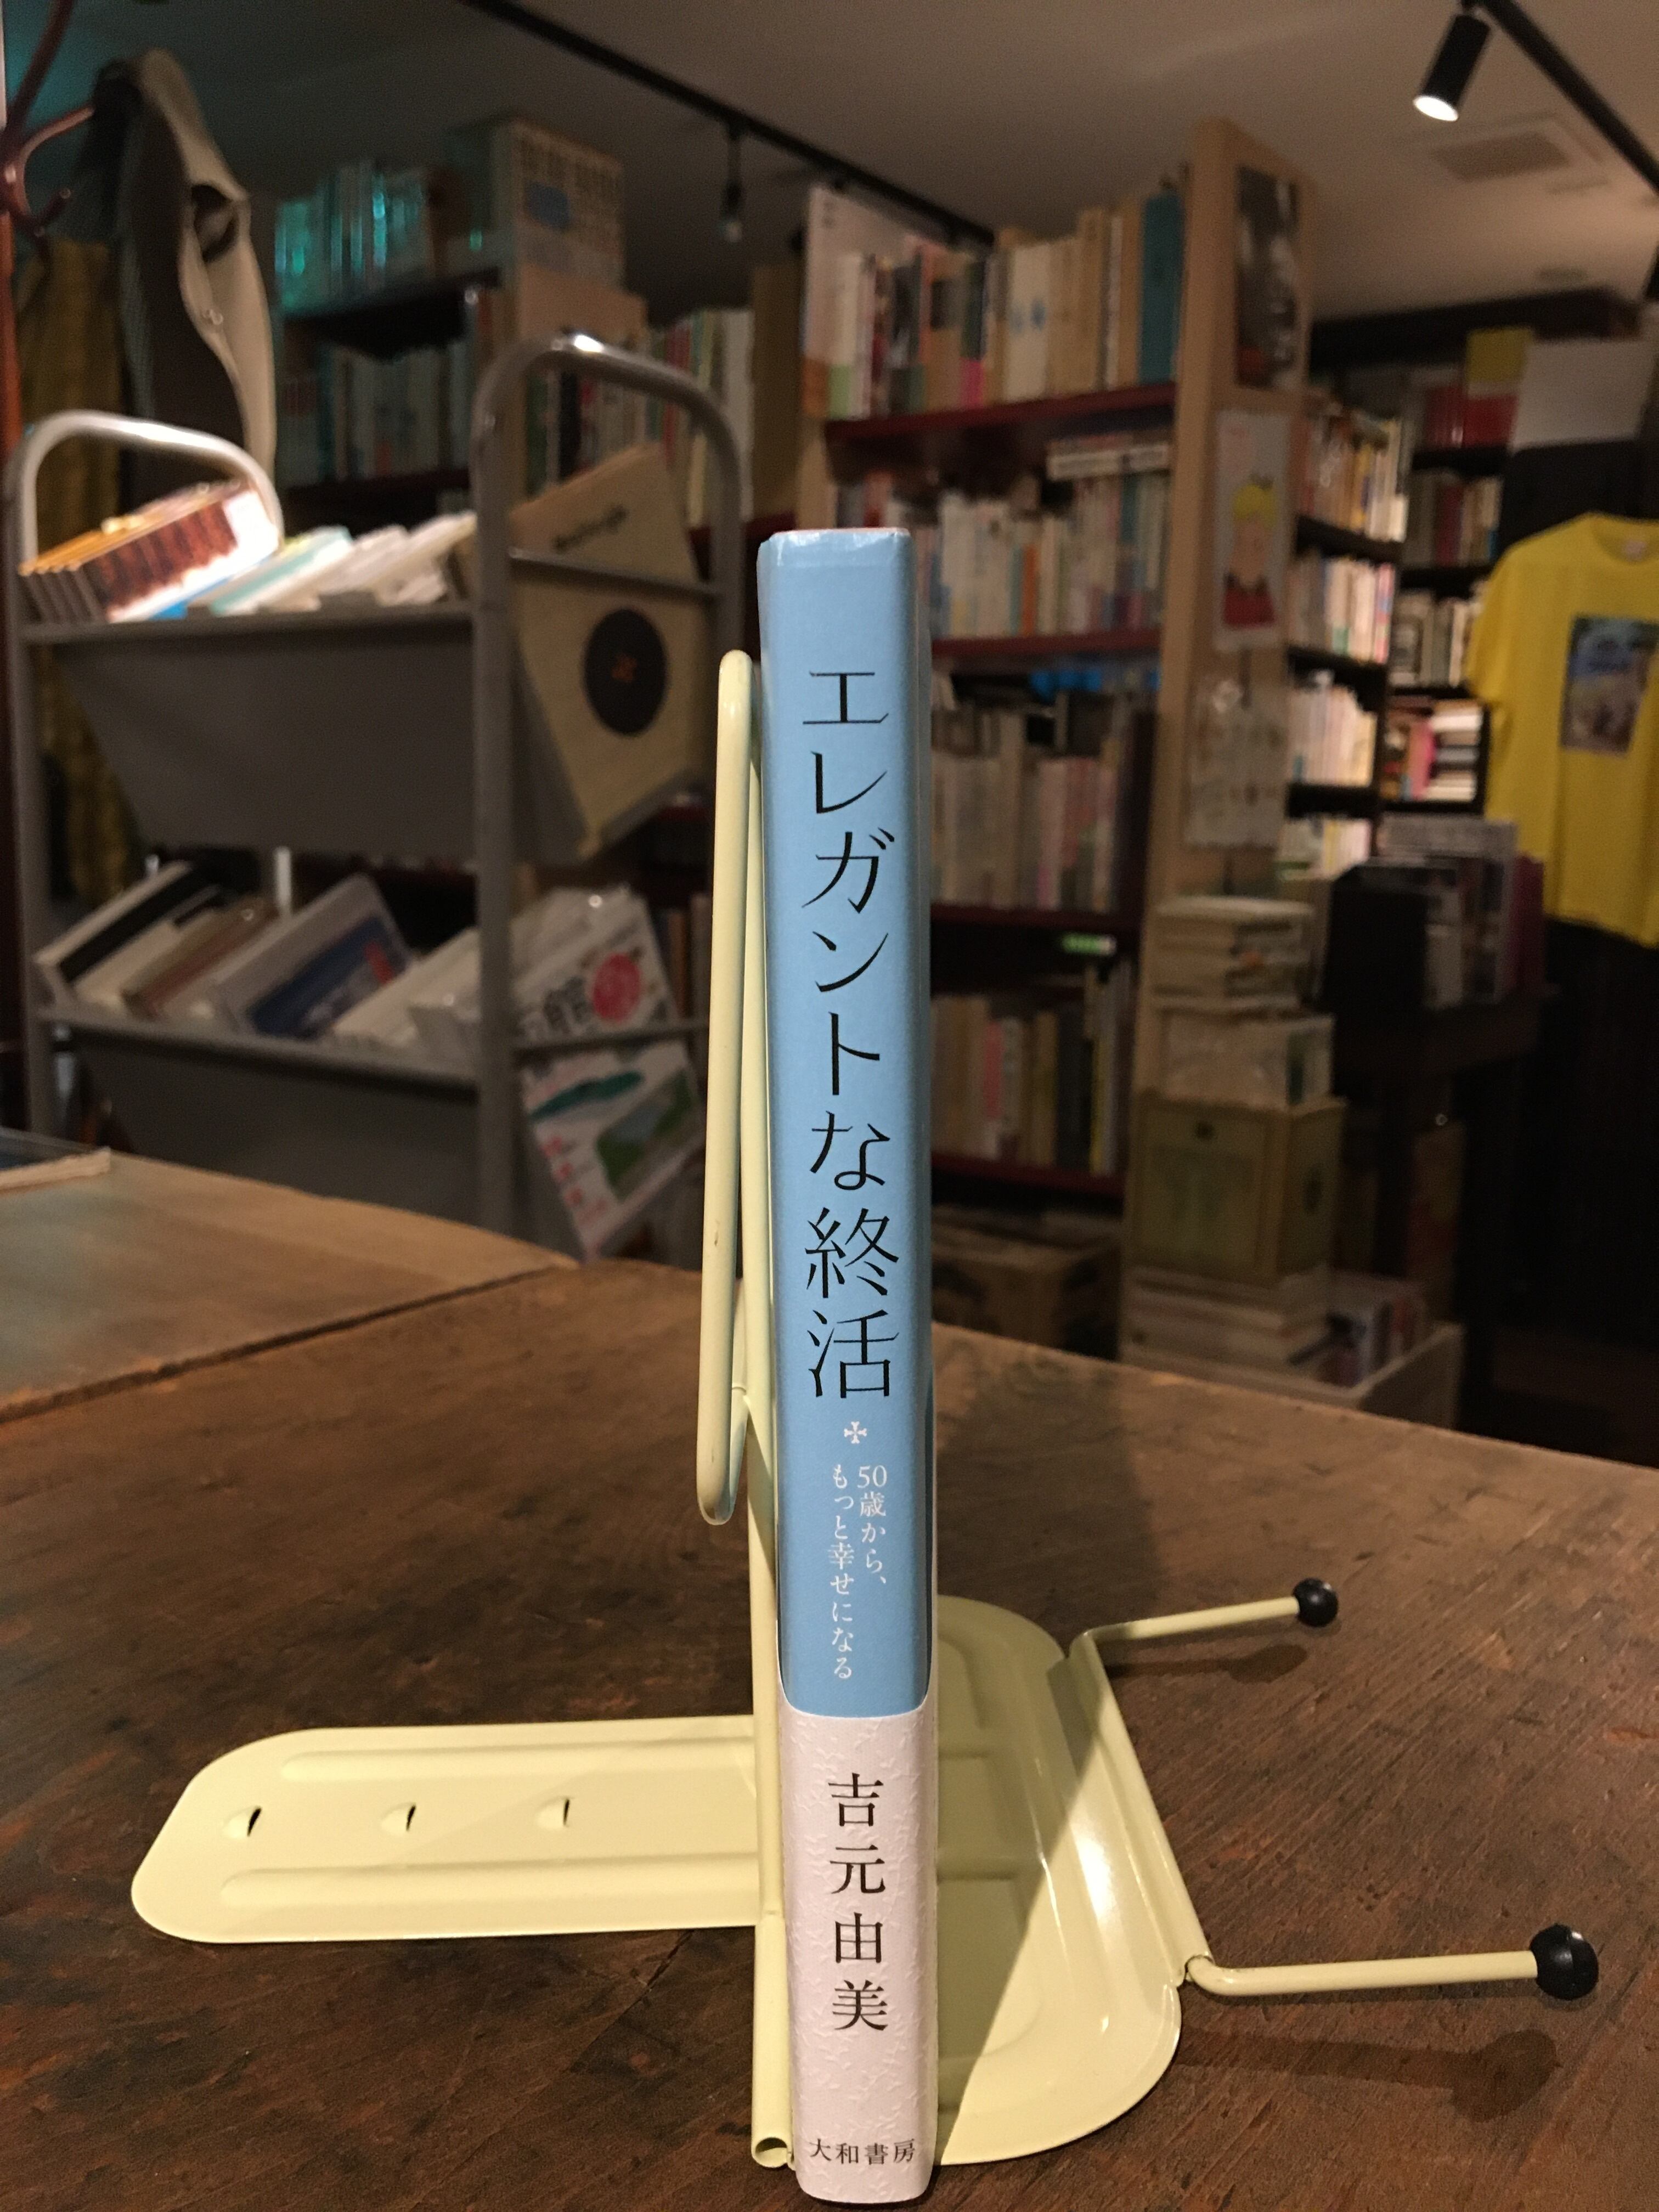 エレガントな終活
50歳から、
もっと幸せになる
吉元由美
大和書房